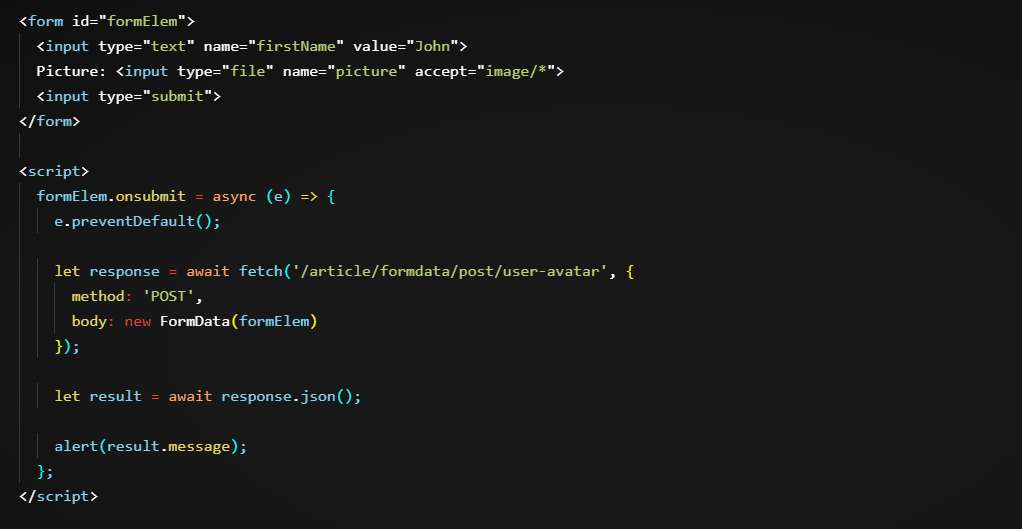 <form id="formElem">
  <input type="text" name="firstName" value="John">
  Picture: <input type="file" name="picture" accept="image/*">
  <input type="submit">
</form>

<script>
  formElem.onsubmit = async (e) => {
    e.preventDefault();

    let response = await fetch('/article/formdata/post/user-avatar', {
      method: 'POST',
      body: new FormData(formElem)
    });

    let result = await response.json();

    alert(result.message);
  };
</script>